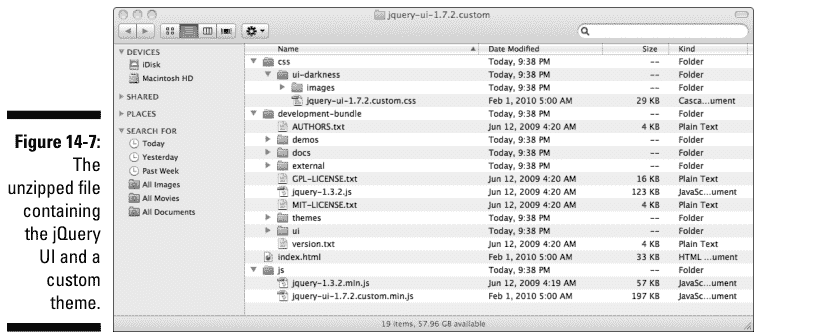 jquery-ui-1.7.2.custom
Name Date Modified Size Kind
DEVICES
iDisk
Macintosh HD
SHARED
PLACES
SEARCH FOR
Today
Yesterday
Past Week
All Images
All Movies
All Documents
css Today, 9:38 PM -- Folder
ui-darkness Today, 9:38 PM -- Folder
images Today, 9:38 PM -- Folder
jquery-ui-1.7.2.custom.css Feb 1, 2010 5:00 AM 29 KB Casca...ument
development-bundle Today, 9:38 PM -- Folder
AUTHORS.txt Jun 12, 2009 4:20 AM 4 KB Plain Text
demos Today, 9:38 PM -- Folder
docs Today, 9:38 PM -- Folder
external Today, 9:38 PM -- Folder
GPL-LICENSE.txt Jun 12, 2009 4:20 AM 16 KB Plain Text
jquery-1.3.2.js Jun 12, 2009 4:20 AM 123 KB JavaSc...ument
MIT-LICENSE.txt Jun 12, 2009 4:20 AM 4 KB Plain Text
themes Today, 9:38 PM -- Folder
ui Today, 9:38 PM -- Folder
version.txt Jun 12, 2009 4:20 AM 4 KB Plain Text
index.html Feb 1, 2010 5:00 AM 33 KB HTML ...ument
js Today, 9:38 PM -- Folder
jquery-1.3.2.min.js Jun 12, 2009 4:19 AM 57 KB JavaSc...ument
jquery-ui-1.7.2.custom.min.js Feb 1, 2010 5:00 AM 197 KB JavaSc...ument
19 items, 57.96 GB available
Figure 14-7:
The
unzipped file
containing
the jQuery
UI and a
custom
theme.